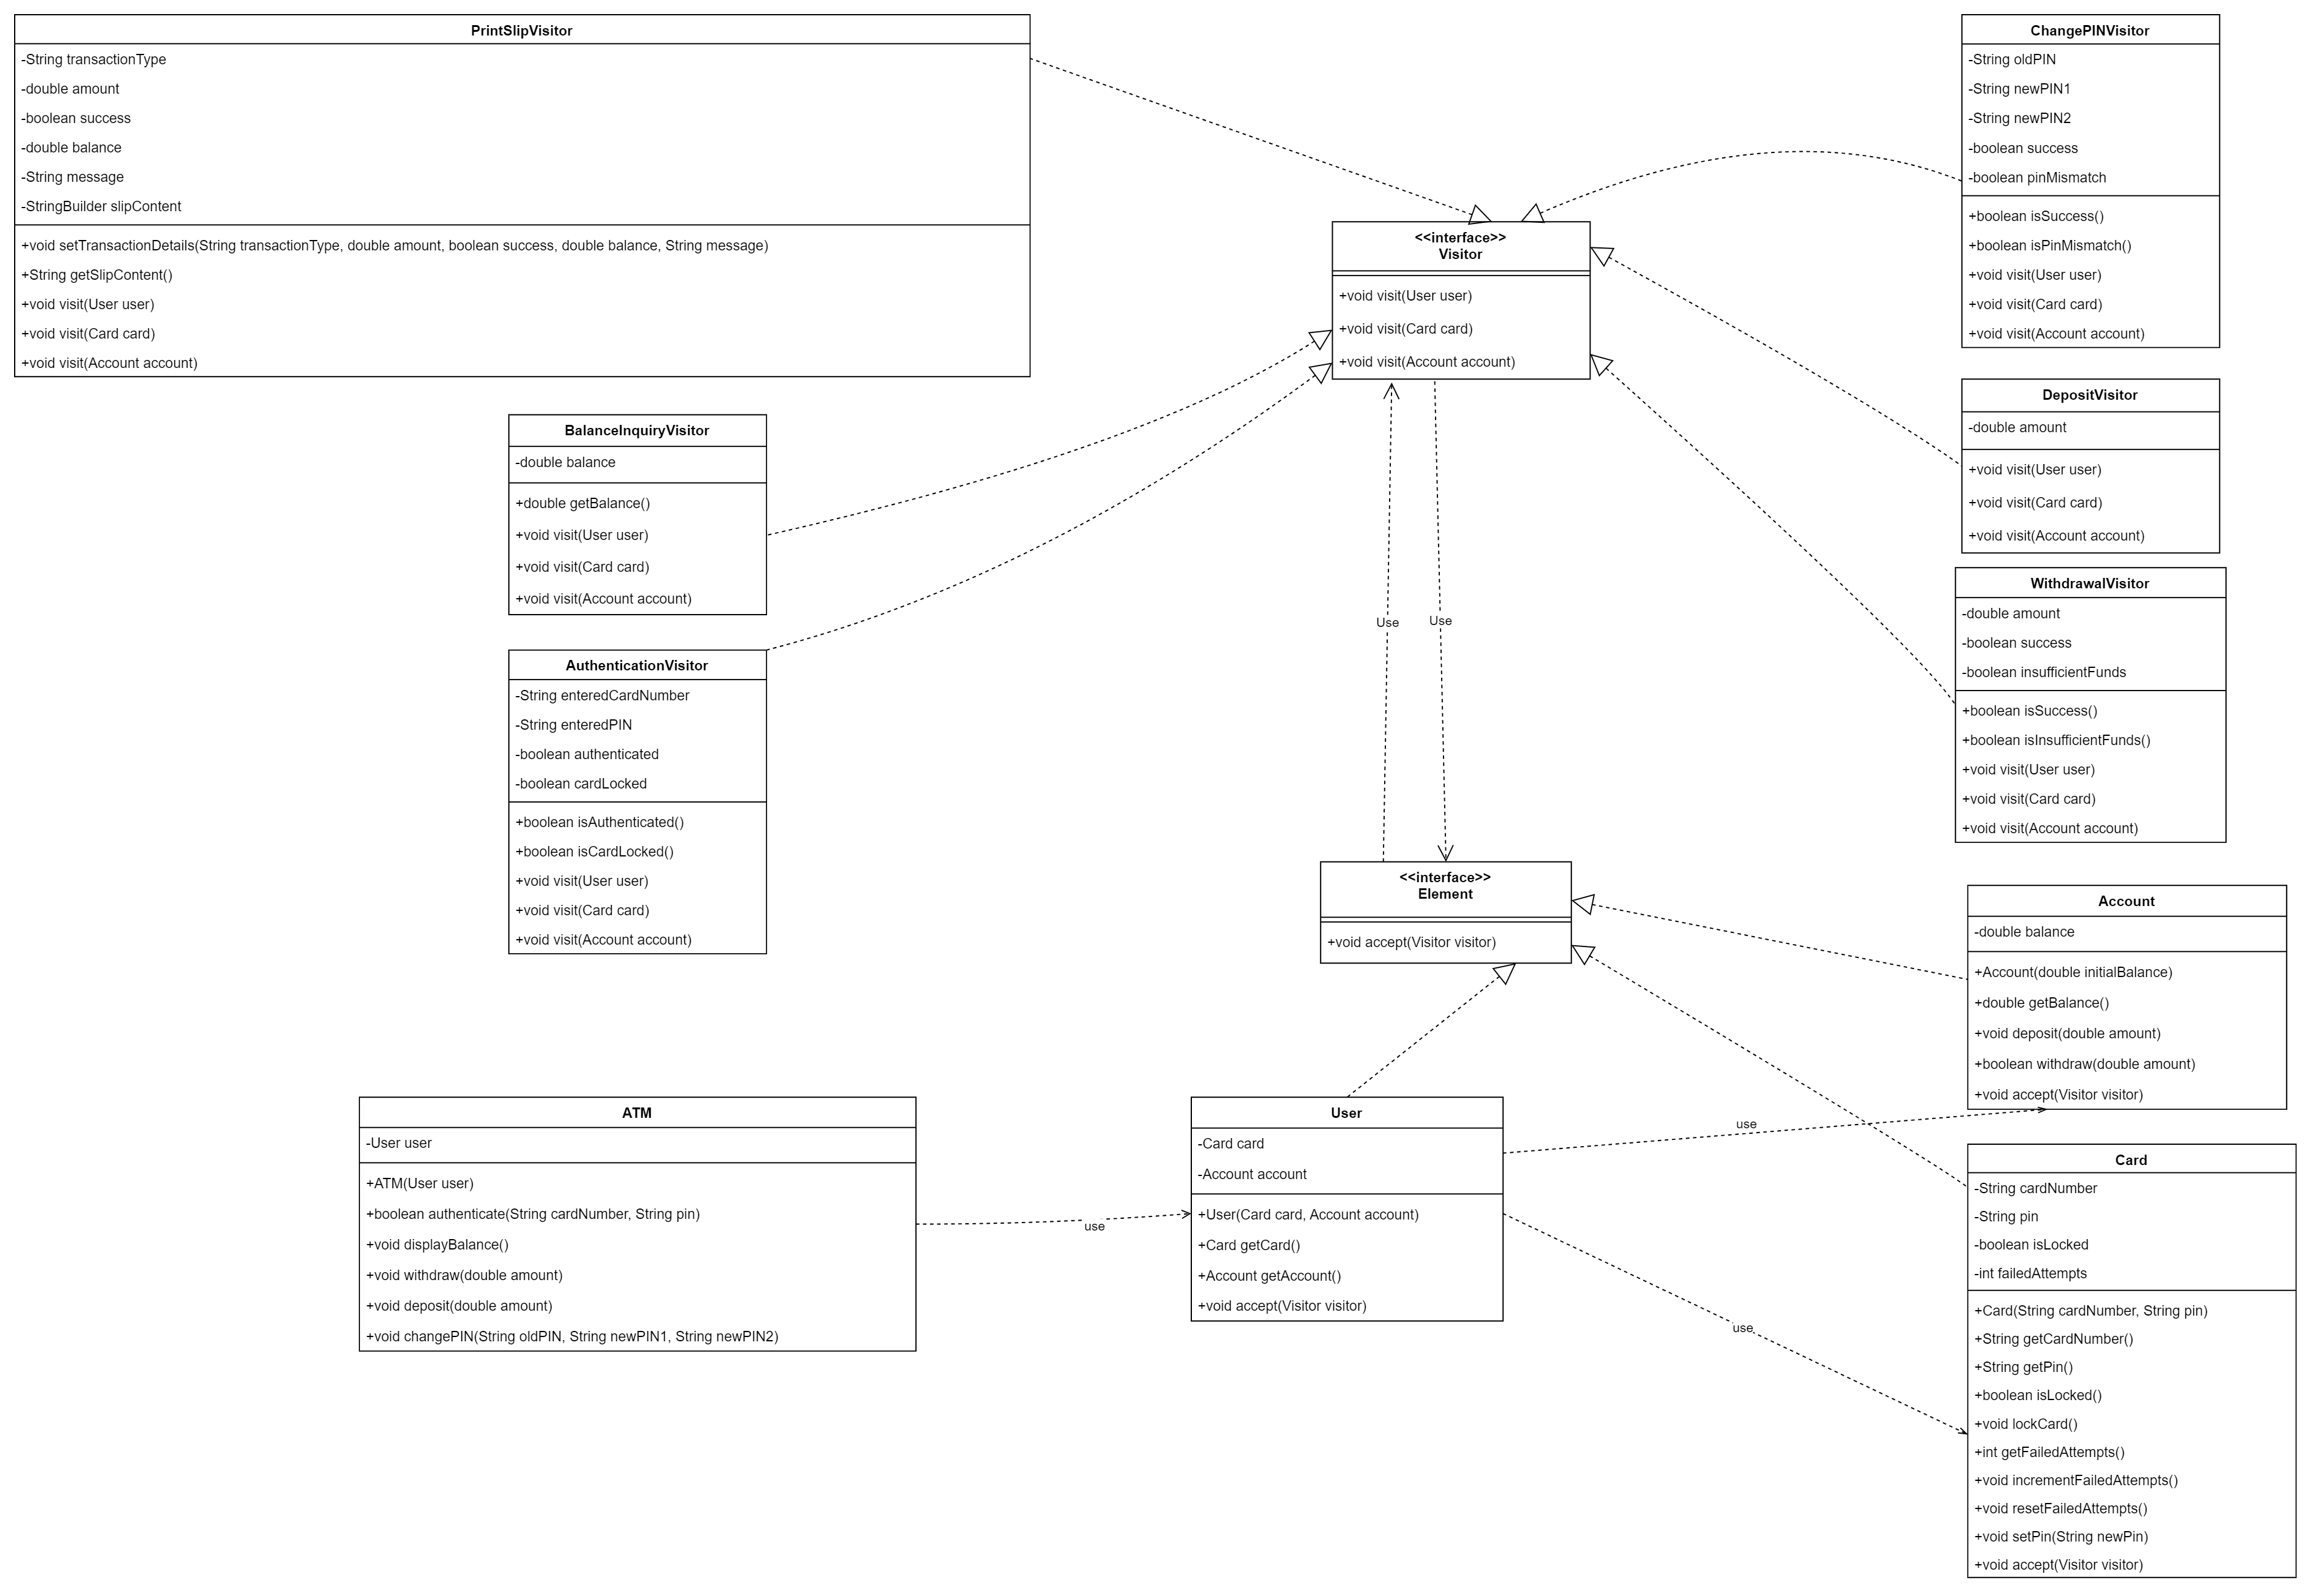 PrintSlipVisitor
-String transactionType
-double amount
-boolean success
-double balance
-String message
-StringBuilder slipContent
+void setTransactionDetails(String transactionType, double amount, boolean success, double balance, String message)
+String getSlipContent()
+void visit(User user)
+void visit(Card card)
+void visit(Account account)
ChangePINVisitor
-String oldPIN
-String newPIN1
-String newPIN2
-boolean success
-boolean pinMismatch
+boolean isSuccess()
+boolean isPinMismatch()
+void visit(User user)
+void visit(Card card)
+void visit(Account account)
<<interface>>
Visitor
+void visit(User user)
+void visit(Card card)
+void visit(Account account)
BalanceInquiryVisitor
-double balance
+double getBalance()
+void visit(User user)
+void visit(Card card)
+void visit(Account account)
DepositVisitor
-double amount
+void visit(User user)
+void visit(Card card)
+void visit(Account account)
AuthenticationVisitor
-String enteredCardNumber
-String enteredPIN
-boolean authenticated
-boolean cardLocked
+boolean isAuthenticated()
+boolean isCardLocked()
+void visit(User user)
+void visit(Card card)
+void visit(Account account)
Use
Use
WithdrawalVisitor
-double amount
-boolean success
-boolean insufficientFunds
+boolean isSuccess()
+boolean isInsufficientFunds()
+void visit(User user)
+void visit(Card card)
+void visit(Account account)
<<interface>>
Element
+void accept(Visitor visitor)
Account
-double balance
+Account(double initialBalance)
+double getBalance()
+void deposit(double amount)
+boolean withdraw(double amount)
+void accept(Visitor visitor)
ATM
-User user
+ATM(User user)
+boolean authenticate(String cardNumber, String pin)
+void displayBalance()
+void withdraw(double amount)
+void deposit(double amount)
+void changePIN(String oldPIN, String newPIN1, String newPIN2)
use
User
-Card card
-Account account
+User(Card card, Account account)
+Card getCard()
+Account getAccount()
+void accept(Visitor visitor)
use
use
Card
-String cardNumber
-String pin
-boolean isLocked
-int failedAttempts
+Card(String cardNumber, String pin)
+String getCardNumber()
+String getPin()
+boolean isLocked()
+void lockCard()
+int getFailedAttempts()
+void incrementFailedAttempts()
+void resetFailedAttempts()
+void setPin(String newPin)
+void accept(Visitor visitor)